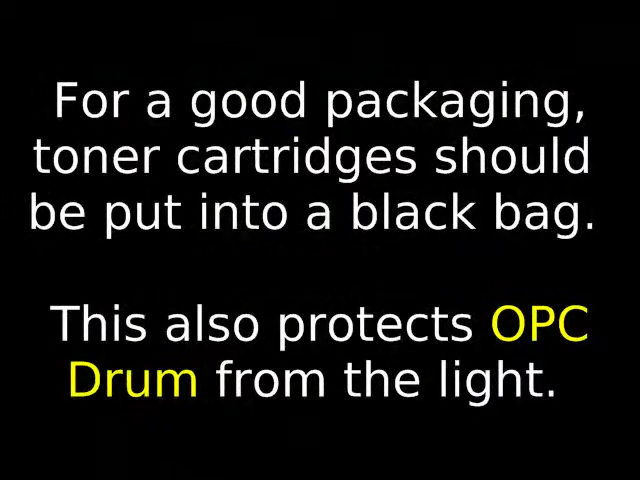 For a good packaging,
toner cartridges should
be put into a black bag.
This also protects OPC
Drum from the light.